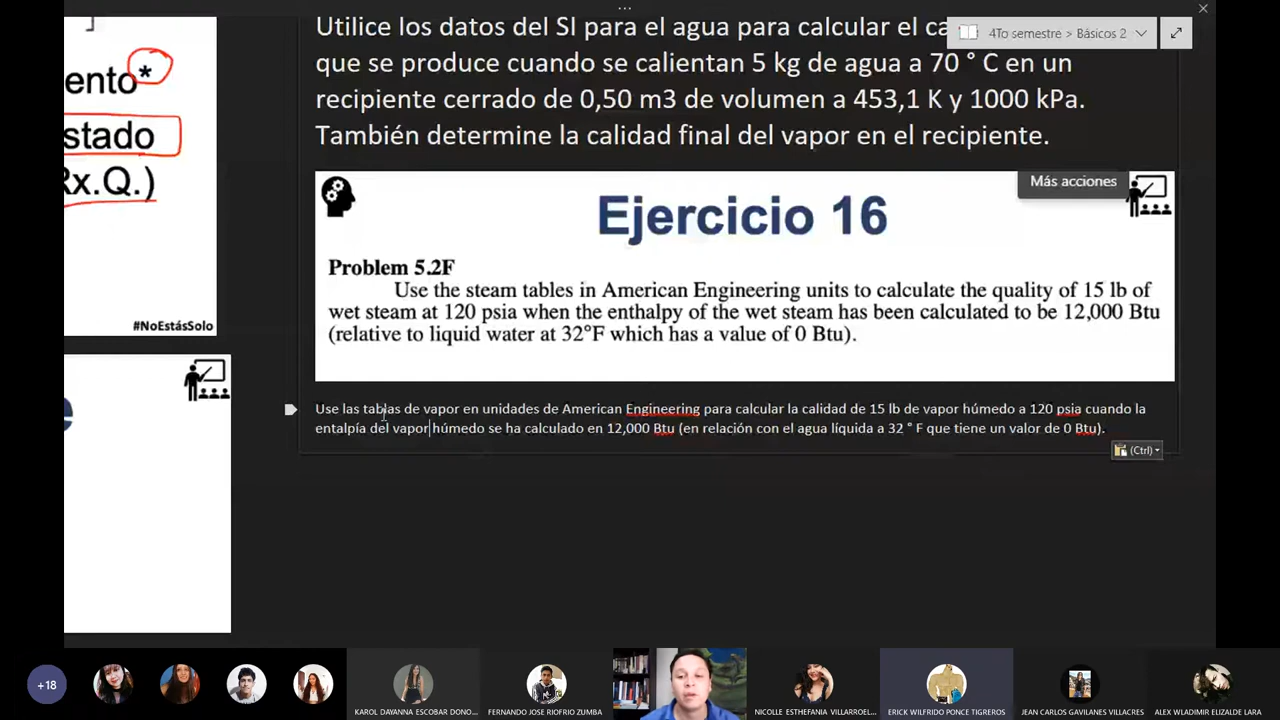 Utilice los datos del SI para el agua para calcular el ca
4To semestre > Básicos 2
ento*
que se produce cuando se calientan 5 kg de agua a 70 ° C en un
recipiente cerrado de 0,50 m3 de volumen a 453,1 K y 1000 kPa.
stado
También determine la calidad final del vapor en el recipiente.
Rx.Q.)
Más acciones
Ejercicio 16
Problem 5.2F
Use the steam tables in American Engineering units to calculate the quality of 15 lb of
wet steam at 120 psia when the enthalpy of the wet steam has been calculated to be 12,000 Btu
(relative to liquid water at 32°F which has a value of 0 Btu).
#NoEstásSolo
Use las tablas de vapor en unidades de American Engineering para calcular la calidad de 15 lb de vapor húmedo a 120 psia cuando la
entalpía del vapor húmedo se ha calculado en 12,000 Btu (en relación con el agua líquida a 32 ° F que tiene un valor de 0 Btu).
(Ctrl)
+18
KAROL DAYANNA ESCOBAR DONO...
FERNANDO JOSE RIOFRIO ZUMBA
NICOLLE ESTHEFANIA VILLARROEL...
ERICK WILFRIDO PONCE TIGREROS
JEAN CARLOS GAVILANES VILLACRES
ALEX WLADIMIR ELIZALDE LARA